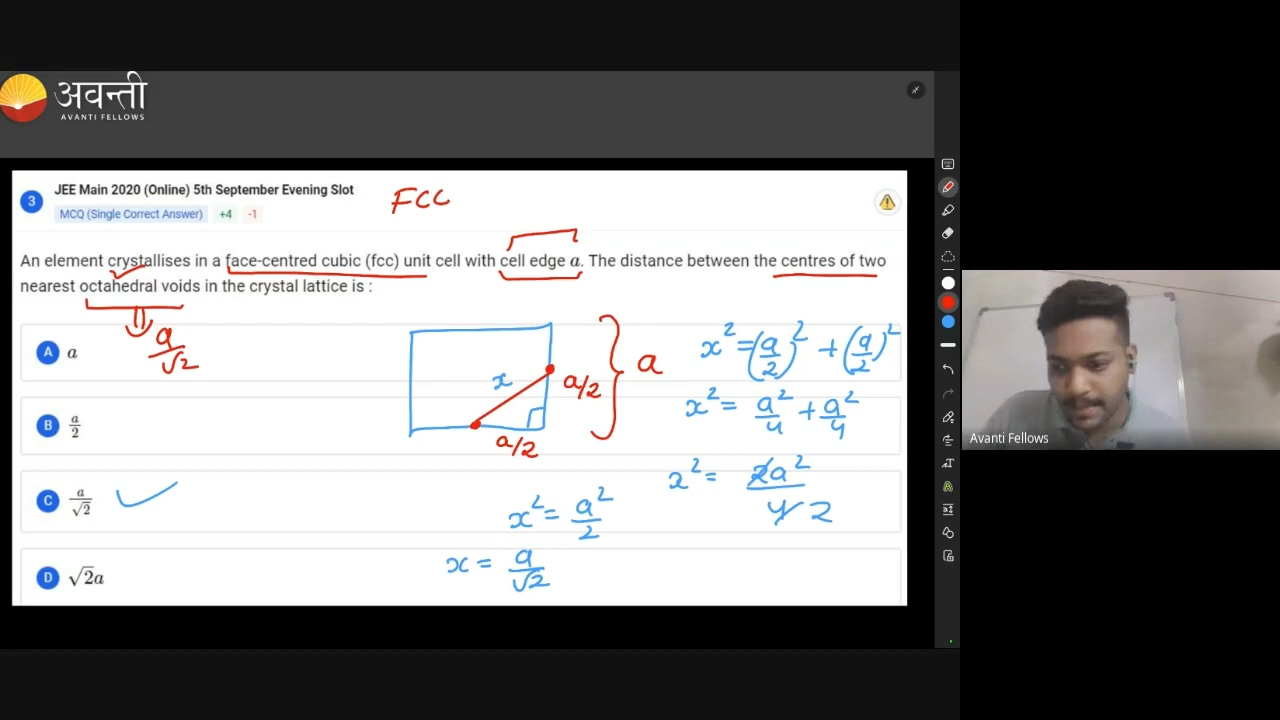 अवन्ती
AVANTI FELLOWS
3
JEE Main 2020 (Online) 5th September Evening Slot
MCQ (Single Correct Answer) +4 -1
FCC
An element crystallises in a face-centred cubic (fcc) unit cell with cell edge a. The distance between the centres of two
nearest octahedral voids in the crystal lattice is :
a/√2
A a
B a/2
C a/√2
D √2a
x
a/2
a/2
a
x² = (a/2)² + (a/2)²
x² = a²/4 + a²/4
x² = 2a²/4 2
x² = a²/2
x = a/√2
Avanti Fellows